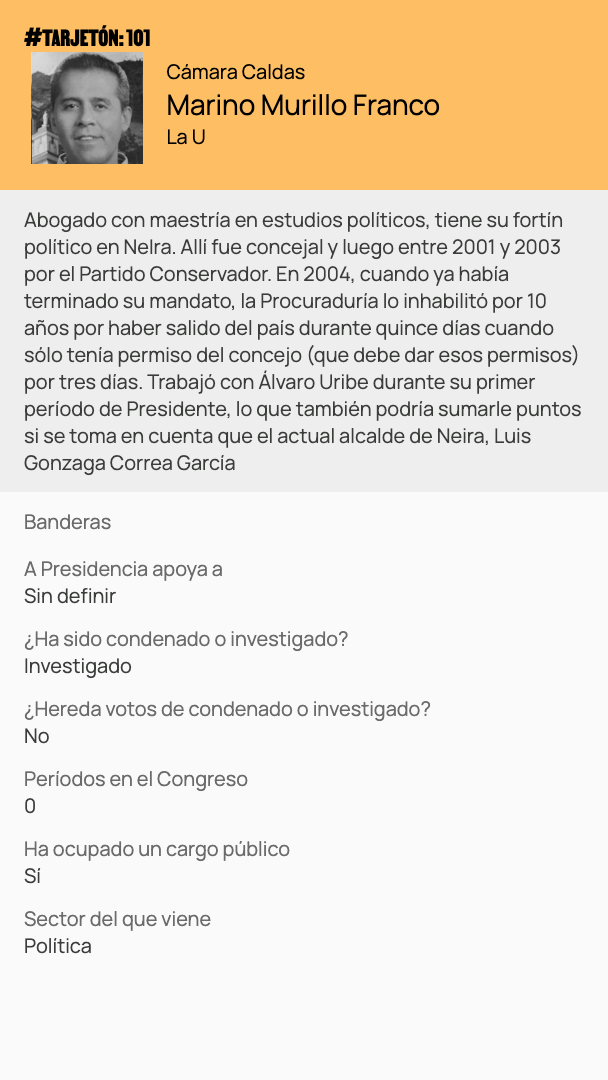 #TARJETÓN: 101
Cámara Caldas
Marino Murillo Franco
La U
Abogado con maestría en estudios políticos, tiene su fortín
político en NeIra. Allí fue concejal y luego entre 2001 y 2003
por el Partido Conservador. En 2004, cuando ya había
terminado su mandato, la Procuraduría lo inhabilitó por 10
años por haber salido del país durante quince días cuando
sólo tenía permiso del concejo (que debe dar esos permisos)
por tres días. Trabajó con Álvaro Uribe durante su primer
período de Presidente, lo que también podría sumarle puntos
si se toma en cuenta que el actual alcalde de Neira, Luis
Gonzaga Correa García
Banderas
A Presidencia apoya a
Sin definir
¿Ha sido condenado o investigado?
Investigado
¿Hereda votos de condenado o investigado?
No
Períodos en el Congreso
0
Ha ocupado un cargo público
Sí
Sector del que viene
Política